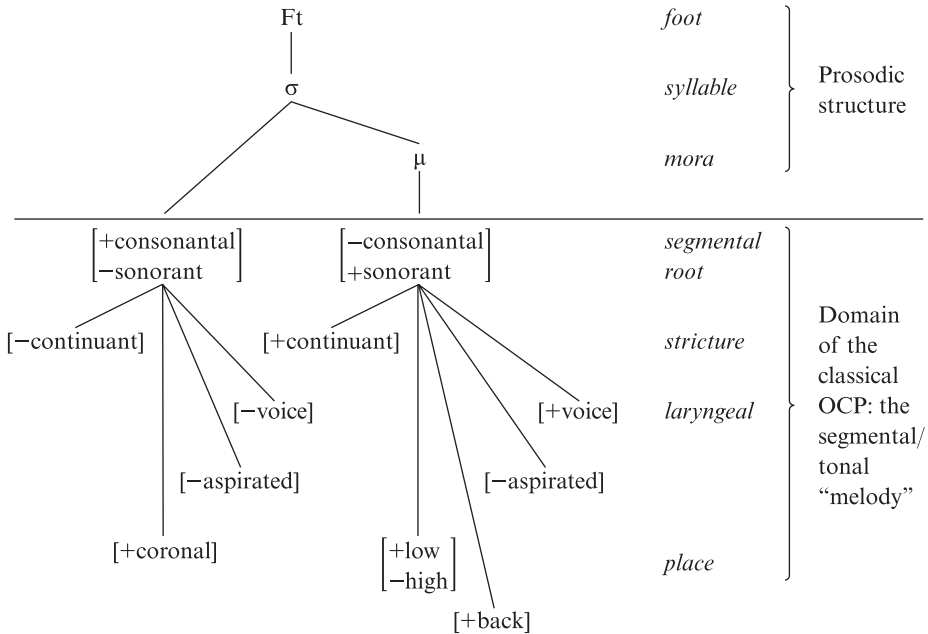 Ft foot
σ syllable
Prosodic
structure
μ mora
[+consonantal [−consonantal segmental
−sonorant] +sonorant] root
[−continuant] [+continuant] stricture
[−voice] [+voice] laryngeal
[−aspirated] [−aspirated]
[+coronal] [+low
−high] place
[+back]
Domain
of the
classical
OCP: the
segmental/
tonal
“melody”